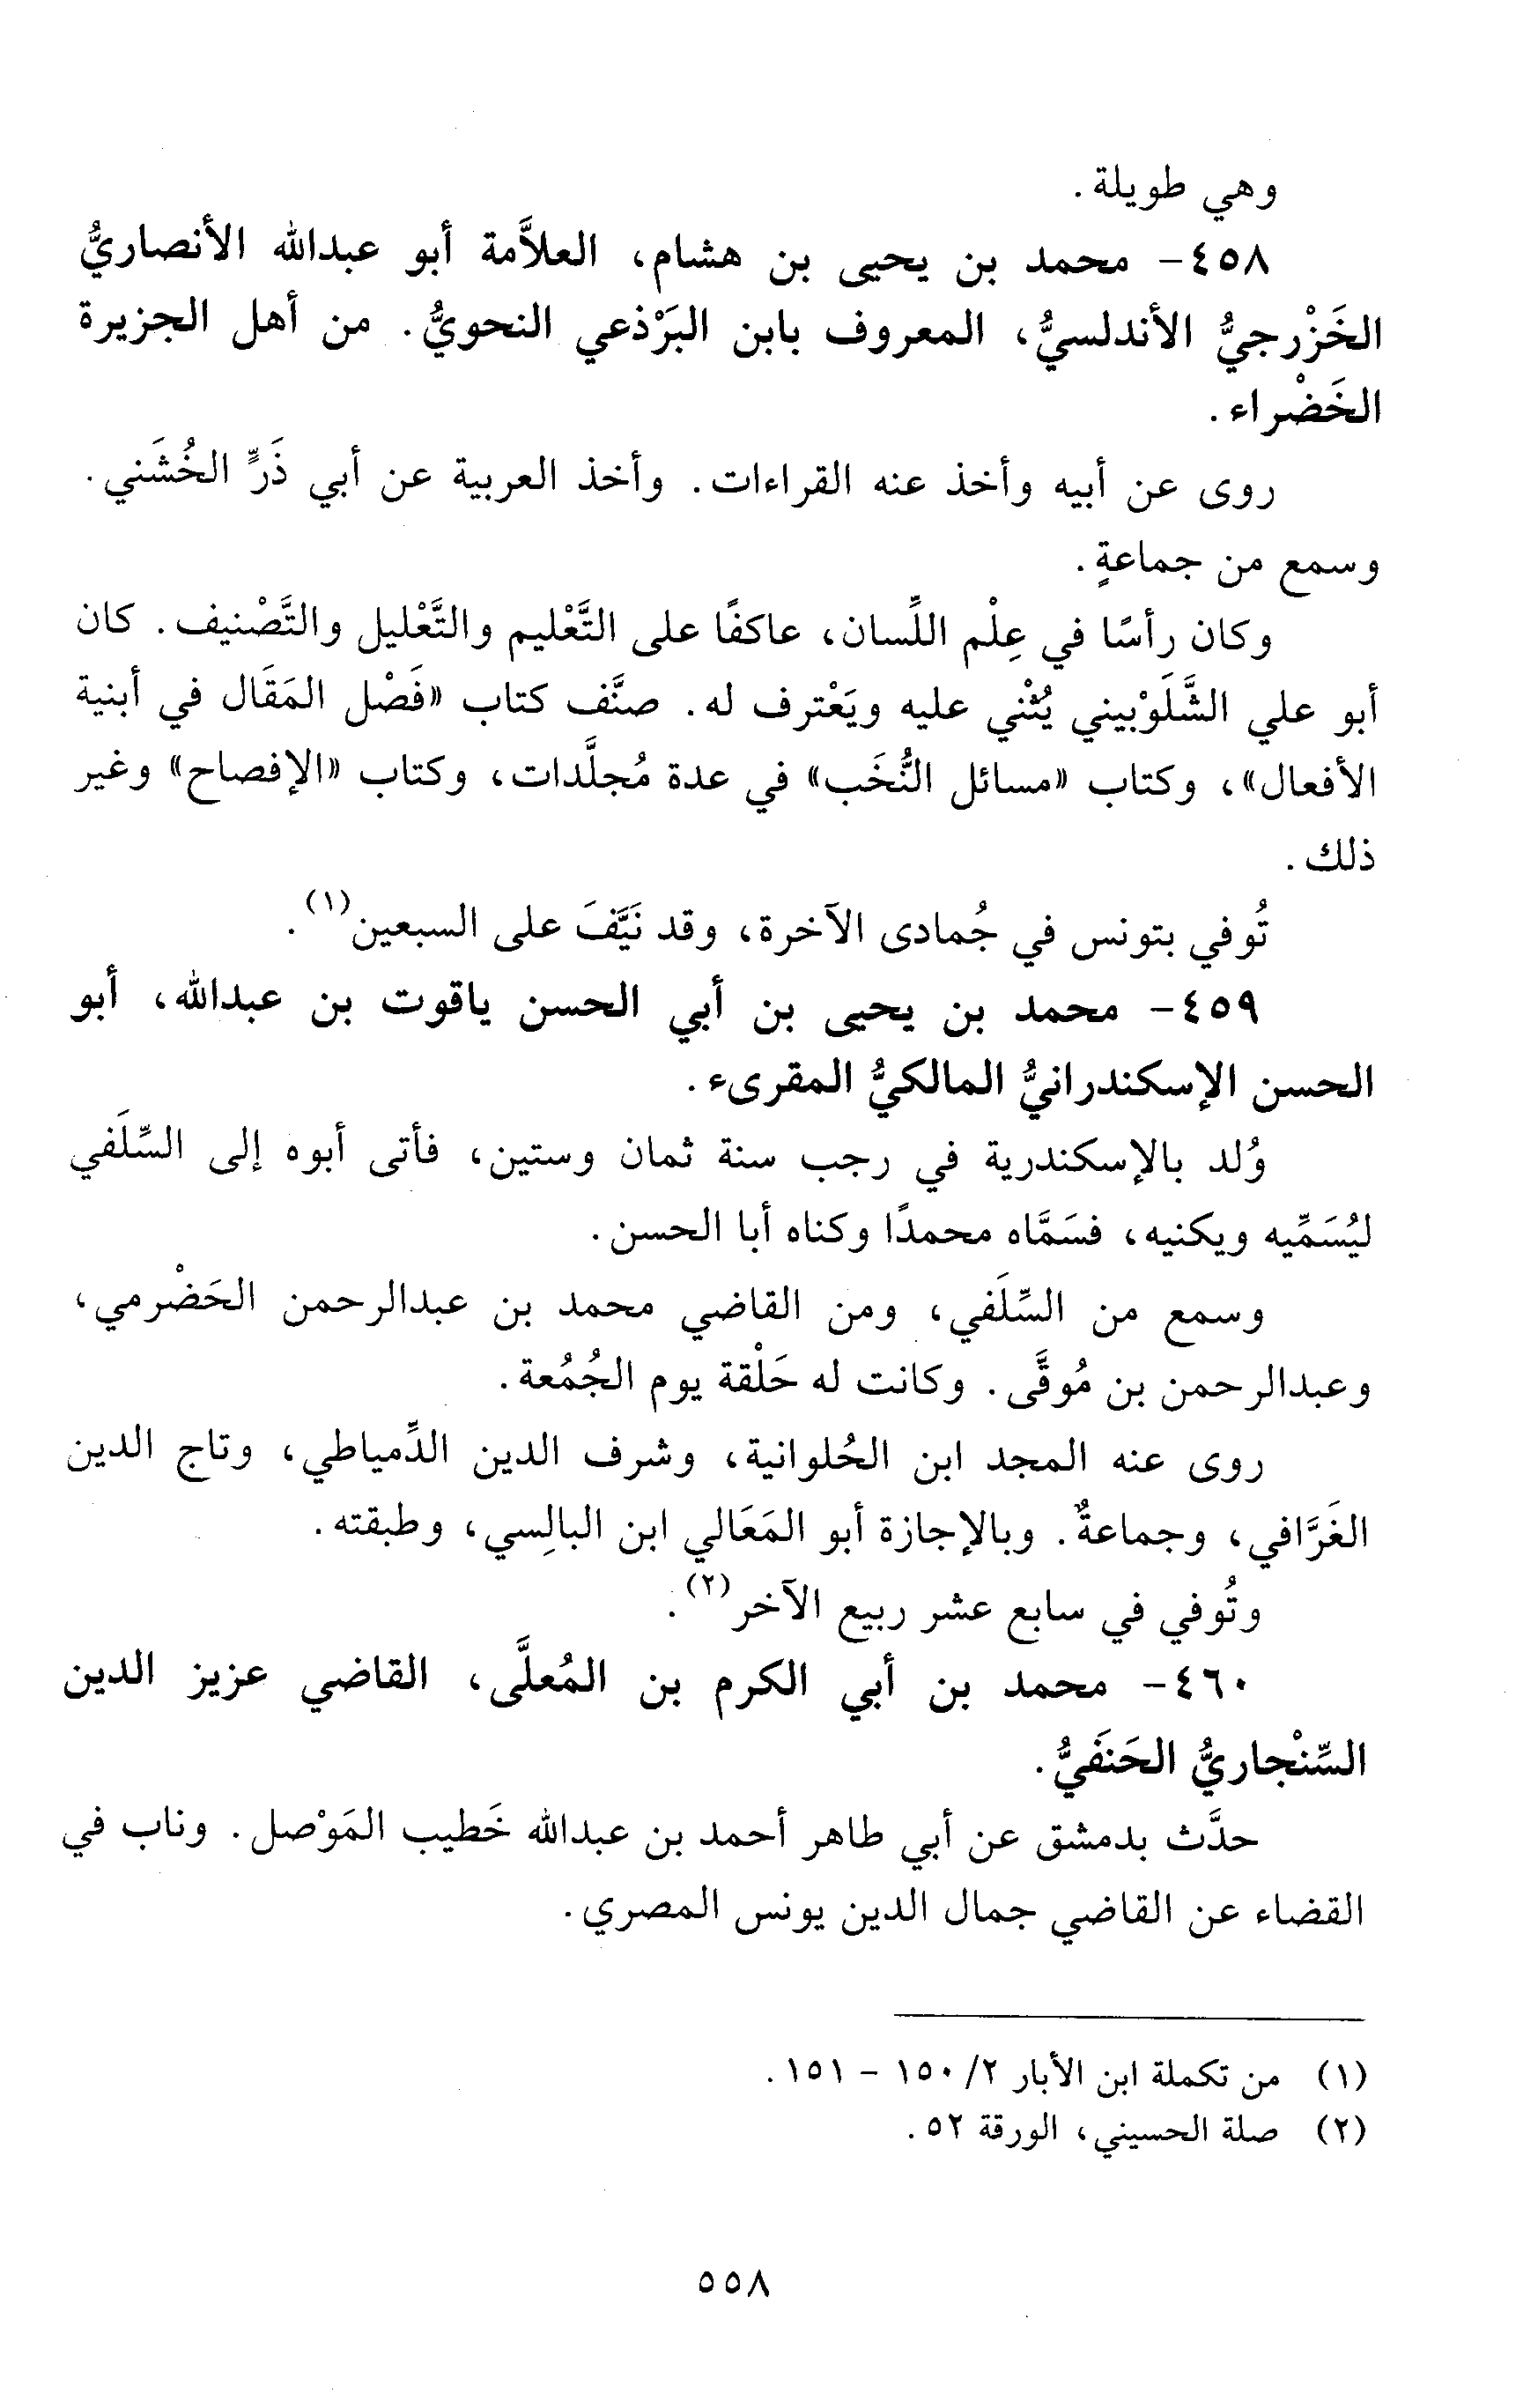 وهي طويلة.
٤٥٨- محمد بن يحيى بن هشام، العلاَّمة أبو عبدالله الأنصاريُّ
الخَزْرجيُّ الأندلسيُّ، المعروف بابن البَرْذعي النحويُّ. من أهل الجزيرة
الخَضْراء.
روى عن أبيه وأخذ عنه القراءات. وأخذ العربية عن أبي ذَرٍّ الخُشَني.
وسمع من جماعةٍ.
وكان رأسًا في عِلْم اللِّسان، عاكفًا على التَّعْليم والتَّعْليل والتَّصْنيف. كان
أبو علي الشَّلَوْبيني يُثْني عليه ويَعْترف له. صنَّف كتاب «فَصْل المَقَال في أبنية
الأفعال»، وكتاب «مسائل النُّخَب» في عدة مُجلَّدات، وكتاب «الإفصاح» وغير
ذلك.
تُوفي بتونس في جُمادى الآخرة، وقد نَيَّفَ على السبعين(١).
٤٥٩- محمد بن يحيى بن أبي الحسن ياقوت بن عبدالله، أبو
الحسن الإسكندرانيُّ المالكيُّ المقرىء.
وُلد بالإسكندرية في رجب سنة ثمان وستين، فأتى أبوه إلى السِّلَفي
ليُسَمِّيه ويكنيه، فسَمَّاه محمدًا وكناه أبا الحسن.
وسمع من السِّلَفي، ومن القاضي محمد بن عبدالرحمن الحَضْرمي،
وعبدالرحمن بن مُوقَّى. وكانت له حَلْقة يوم الجُمُعة.
روى عنه المجد ابن الحُلوانية، وشرف الدين الدِّمياطي، وتاج الدين
الغَرَّافي، وجماعةٌ. وبالإجازة أبو المَعَالي ابن البالِسي، وطبقته.
وتُوفي في سابع عشر ربيع الآخر(٢).
٤٦٠- محمد بن أبي الكرم بن المُعلَّى، القاضي عزيز الدين
السِّنْجاريُّ الحَنَفيُّ.
حدَّث بدمشق عن أبي طاهر أحمد بن عبدالله خَطيب المَوْصل. وناب في
القضاء عن القاضي جمال الدين يونس المصري.
(١) من تكملة ابن الأبار ٢/ ١٥٠ - ١٥١.
(٢) صلة الحسيني، الورقة ٥٢.
٥٥٨